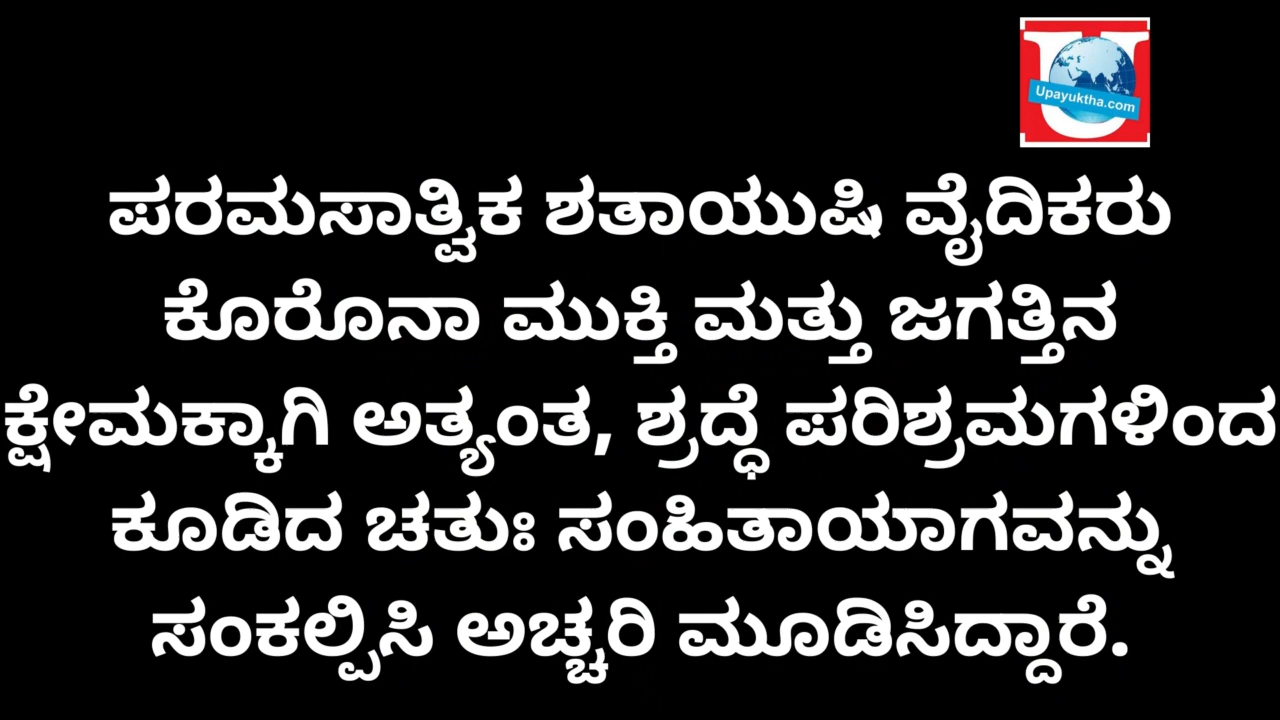 Upayuktha.com
ಪರಮಸಾತ್ವಿಕ ಶತಾಯುಷಿ ವೈದಿಕರು
ಕೊರೊನಾ ಮುಕ್ತಿ ಮತ್ತು ಜಗತ್ತಿನ
ಕ್ಷೇಮಕ್ಕಾಗಿ ಅತ್ಯಂತ, ಶ್ರದ್ಧೆ ಪರಿಶ್ರಮಗಳಿಂದ
ಕೂಡಿದ ಚತುಃ ಸಂಹಿತಾಯಾಗವನ್ನು
ಸಂಕಲ್ಪಿಸಿ ಅಚ್ಚರಿ ಮೂಡಿಸಿದ್ದಾರೆ.